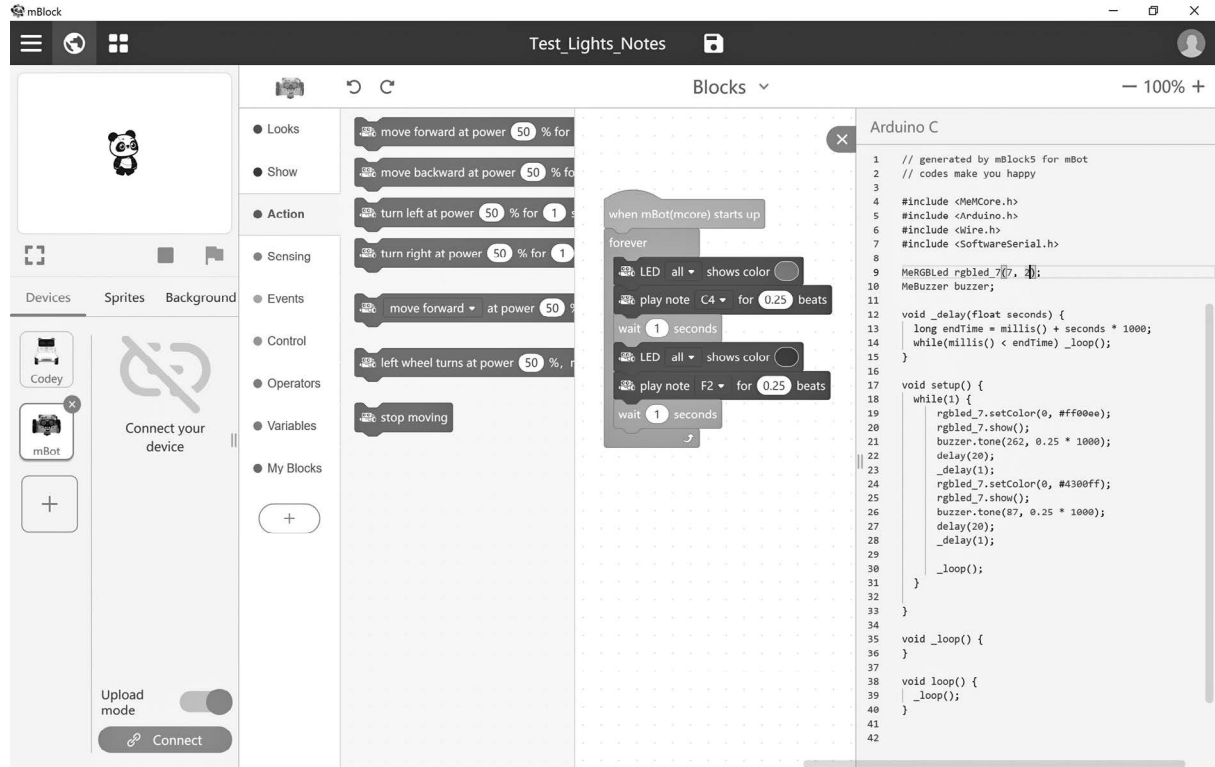 mBlock
Test_Lights_Notes
Blocks
100%
Looks
Show
Action
Sensing
Events
Control
Operators
Variables
My Blocks
+
move forward at power 50 % for
move backward at power 50 % fo
turn left at power 50 % for 1 s
turn right at power 50 % for 1
move forward at power 50 %
left wheel turns at power 50 %, r
stop moving
when mBot(mcore) starts up
forever
LED all shows color
play note C4 for 0.25 beats
wait 1 seconds
LED all shows color
play note F2 for 0.25 beats
wait 1 seconds
Devices Sprites Background
Codey
mBot
+
Connect your
device
Upload
mode
Connect
Arduino C
1 // generated by mBlock5 for mBot
2 // codes make you happy
3
4 #include <MeMCore.h>
5 #include <Arduino.h>
6 #include <Wire.h>
7 #include <SoftwareSerial.h>
8
9 MeRGBLed rgbled_7(7, 2);
10 MeBuzzer buzzer;
11
12 void _delay(float seconds) {
13 long endTime = millis() + seconds * 1000;
14 while(millis() < endTime) _loop();
15 }
16
17 void setup() {
18 while(1) {
19 rgbled_7.setColor(0, #ff00ee);
20 rgbled_7.show();
21 buzzer.tone(262, 0.25 * 1000);
22 delay(20);
23 _delay(1);
24 rgbled_7.setColor(0, #4300ff);
25 rgbled_7.show();
26 buzzer.tone(87, 0.25 * 1000);
27 delay(20);
28 _delay(1);
29
30 _loop();
31 }
32
33 }
34
35 void _loop() {
36 }
37
38 void loop() {
39 _loop();
40 }
41
42